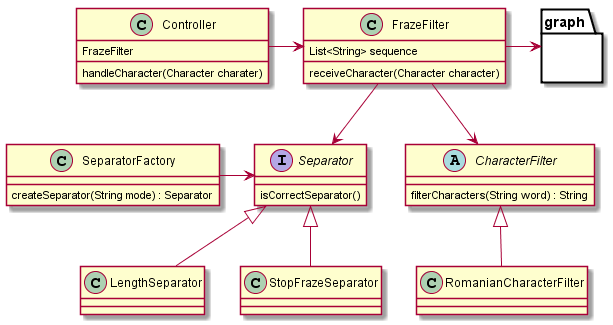 C Controller
FrazeFilter
handleCharacter(Character charater)
C FrazeFilter
List<String> sequence
receiveCharacter(Character character)
graph
C SeparatorFactory
createSeparator(String mode) : Separator
I Separator
isCorrectSeparator()
A CharacterFilter
filterCharacters(String word) : String
C LengthSeparator
C StopFrazeSeparator
C RomanianCharacterFilter